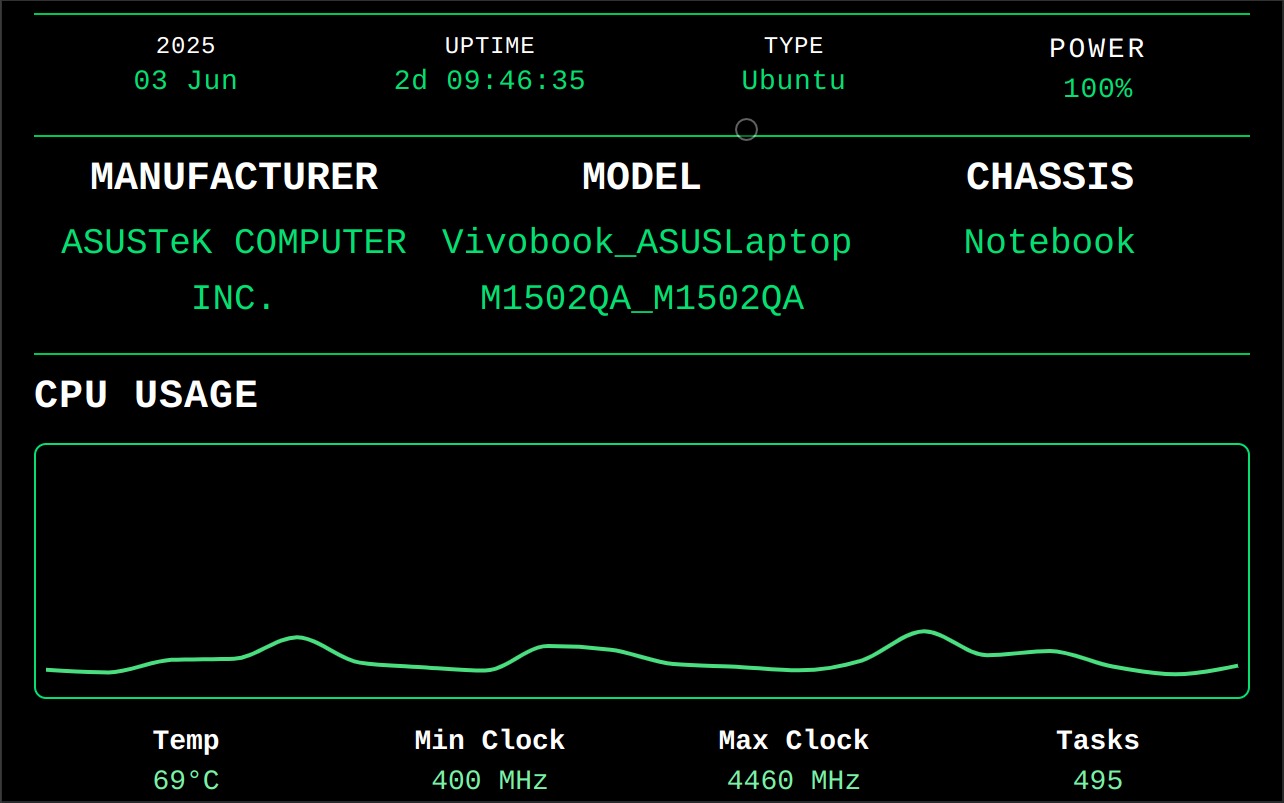 2025 UPTIME TYPE POWER
03 Jun 2d 09:46:35 Ubuntu 100%
MANUFACTURER MODEL CHASSIS
ASUSTeK COMPUTER Vivobook_ASUSLaptop Notebook
INC. M1502QA_M1502QA
CPU USAGE
Temp Min Clock Max Clock Tasks
69°C 400 MHz 4460 MHz 495